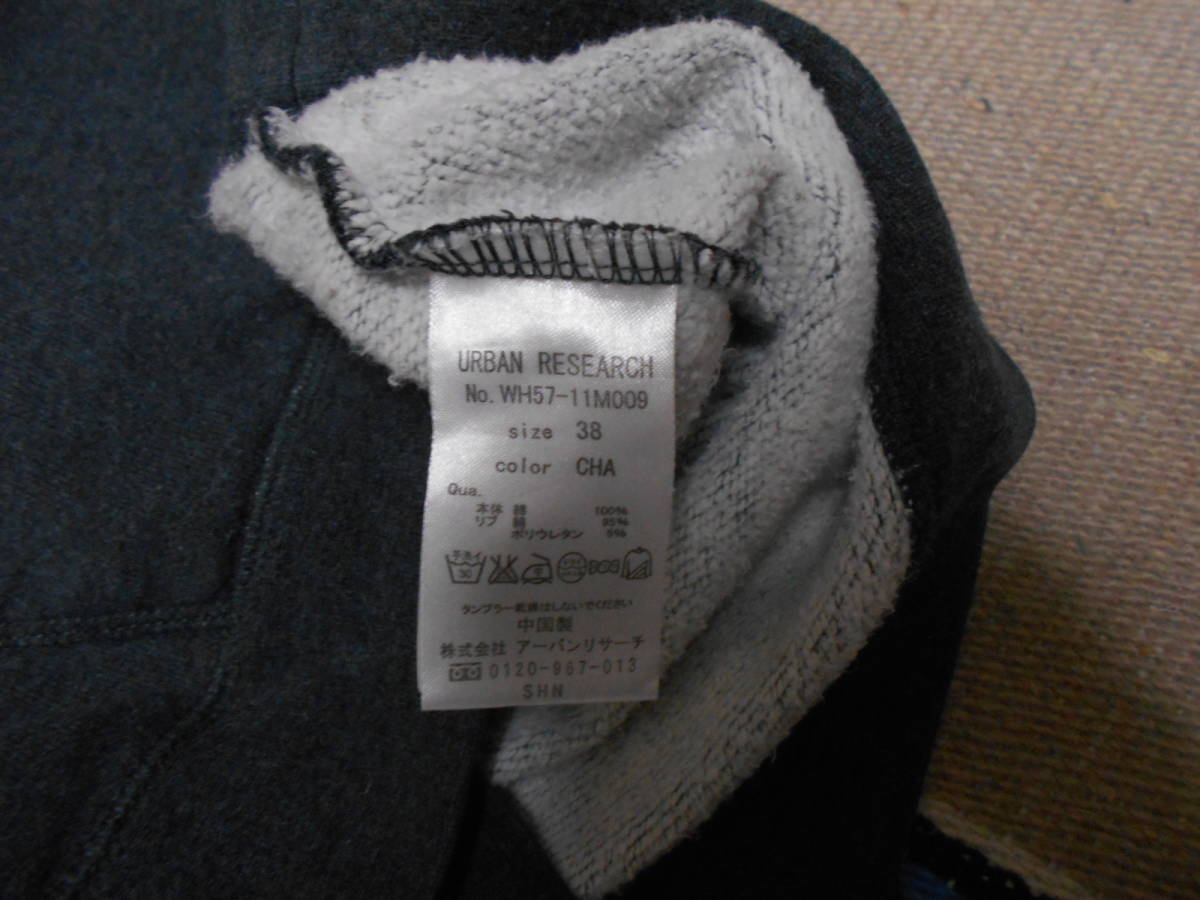 URBAN RESEARCH
No. WH57-11M009
size 38
color CHA
Qua.
本体 綿 100%
リブ 綿 95%
ポリウレタン 5%
手洗イ
30
タンブラー乾燥はしないでください
中国製
株式会社 アーバンリサーチ
0120-967-013
SHN